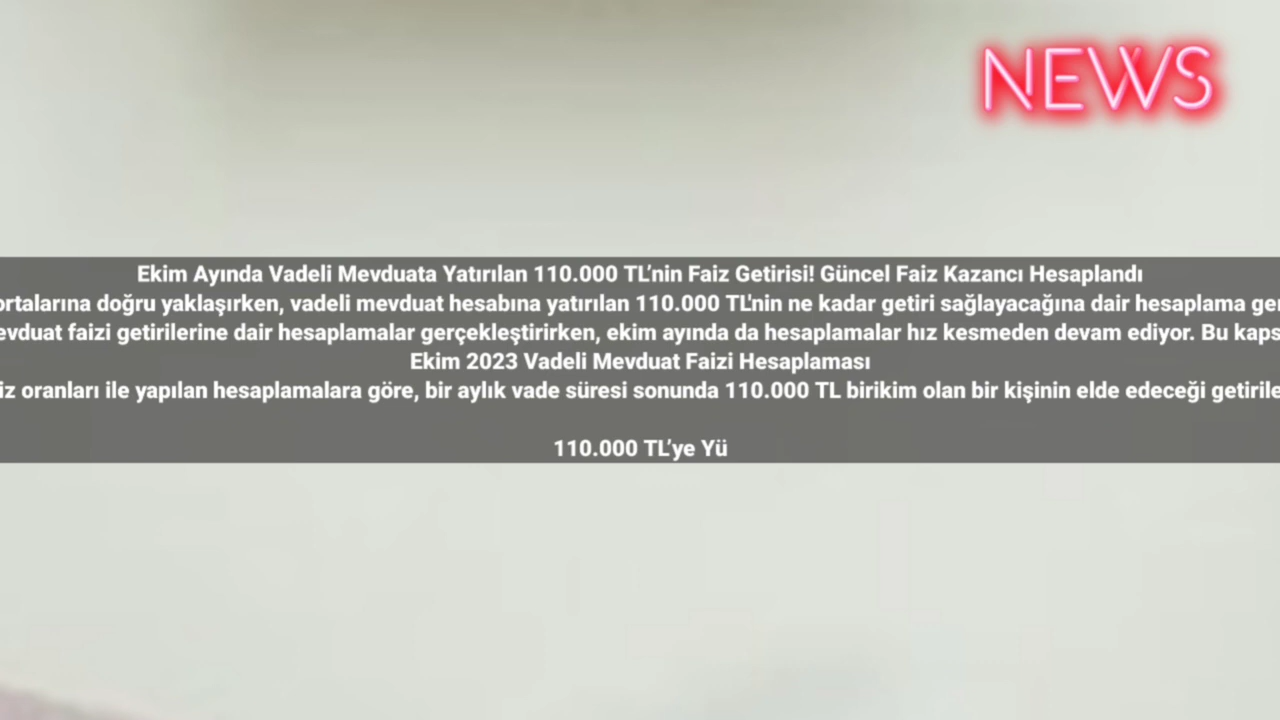 NEWS
Ekim Ayında Vadeli Mevduata Yatırılan 110.000 TL’nin Faiz Getirisi! Güncel Faiz Kazancı Hesaplandı
ortalarına doğru yaklaşırken, vadeli mevduat hesabına yatırılan 110.000 TL'nin ne kadar getiri sağlayacağına dair hesaplama
faizi getirilerine dair hesaplamalar gerçekleştirirken, ekim ayında da hesaplamalar hız kesmeden devam ediyor. Bu
Ekim 2023 Vadeli Mevduat Faizi Hesaplaması
oranları ile yapılan hesaplamalara göre, bir aylık vade süresi sonunda 110.000 TL birikim olan bir kişinin elde edeceği
110.000 TL’ye Yü